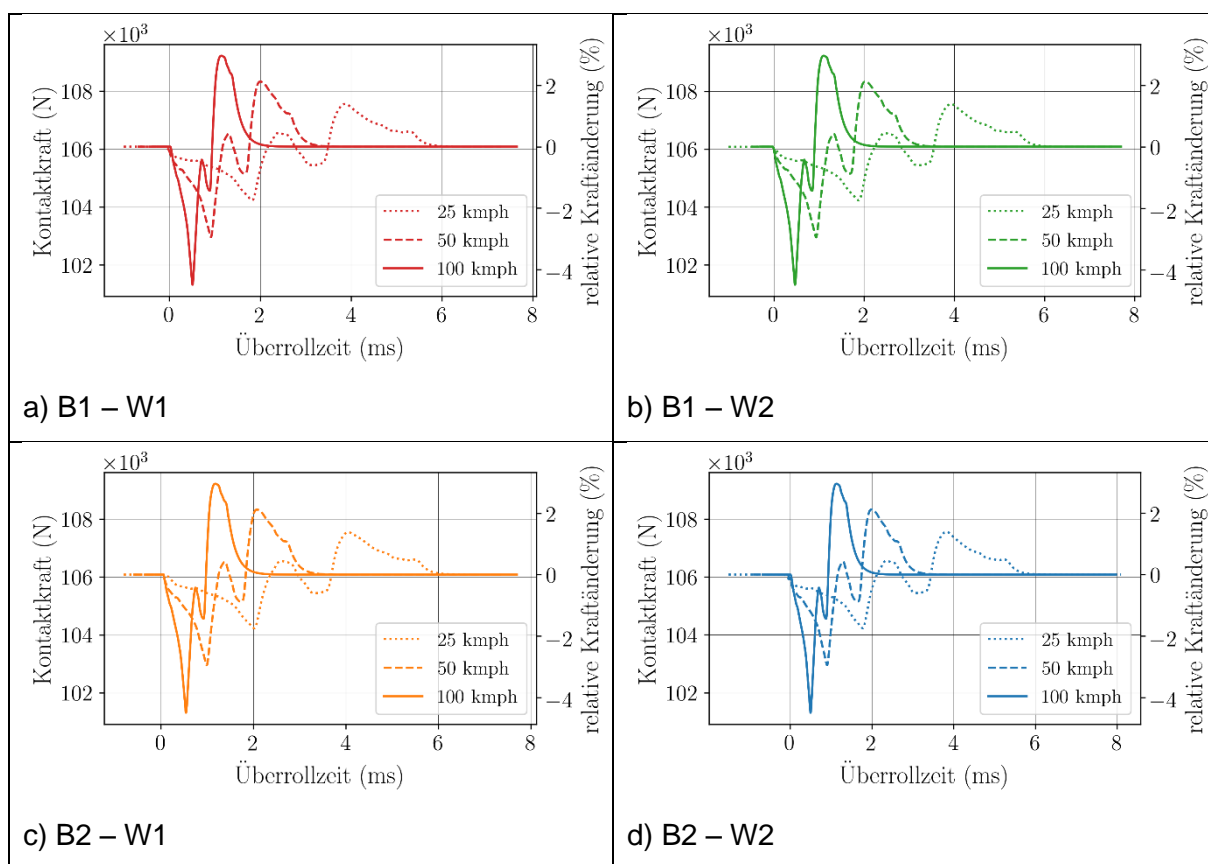 ×10³
108
106
104
102
Kontaktkraft (N)
2
0
−2
−4
relative Kraftänderung (%)
25 kmph
50 kmph
100 kmph
0 2 4 6 8
Überrollzeit (ms)
a) B1 – W1
×10³
108
106
104
102
Kontaktkraft (N)
2
0
−2
−4
relative Kraftänderung (%)
25 kmph
50 kmph
100 kmph
0 2 4 6 8
Überrollzeit (ms)
b) B1 – W2
×10³
108
106
104
102
Kontaktkraft (N)
2
0
−2
−4
relative Kraftänderung (%)
25 kmph
50 kmph
100 kmph
0 2 4 6 8
Überrollzeit (ms)
c) B2 – W1
×10³
108
106
104
102
Kontaktkraft (N)
2
0
−2
−4
relative Kraftänderung (%)
25 kmph
50 kmph
100 kmph
0 2 4 6 8
Überrollzeit (ms)
d) B2 – W2